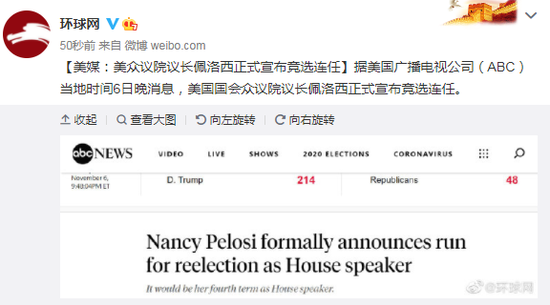 环球网
50秒前 来自 微博 weibo.com
【美媒：美众议院议长佩洛西正式宣布竞选连任】据美国广播电视公司（ABC）
当地时间6日晚消息，美国国会众议院议长佩洛西正式宣布竞选连任。
收起 查看大图 向左旋转 向右旋转
abc NEWS VIDEO LIVE SHOWS 2020 ELECTIONS CORONAVIRUS
November 6,
9:48:04PM ET
D. Trump 214 Republicans 48
Nancy Pelosi formally announces run
for reelection as House speaker
It would be her fourth term as House speaker.
@环球网